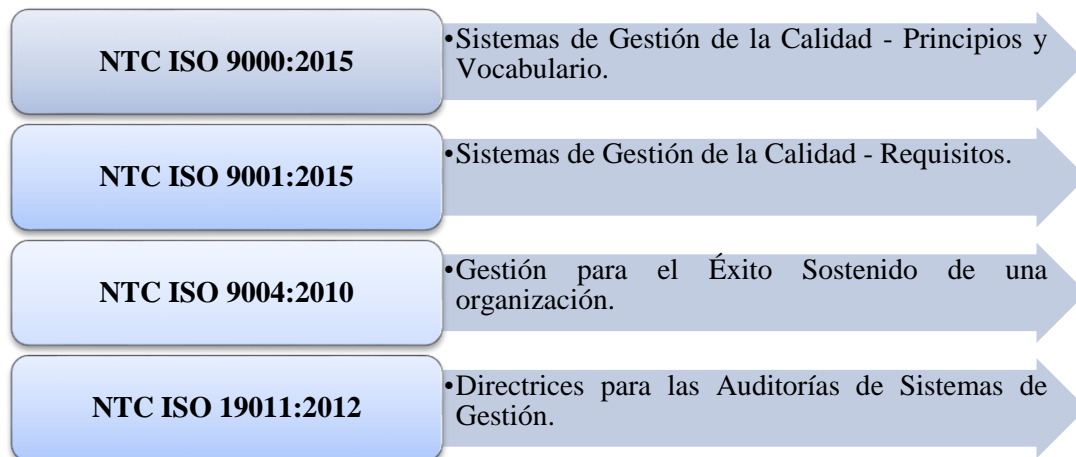 NTC ISO 9000:2015
•Sistemas de Gestión de la Calidad - Principios y
Vocabulario.
NTC ISO 9001:2015
•Sistemas de Gestión de la Calidad - Requisitos.
NTC ISO 9004:2010
•Gestión para el Éxito Sostenido de una
organización.
NTC ISO 19011:2012
•Directrices para las Auditorías de Sistemas de
Gestión.